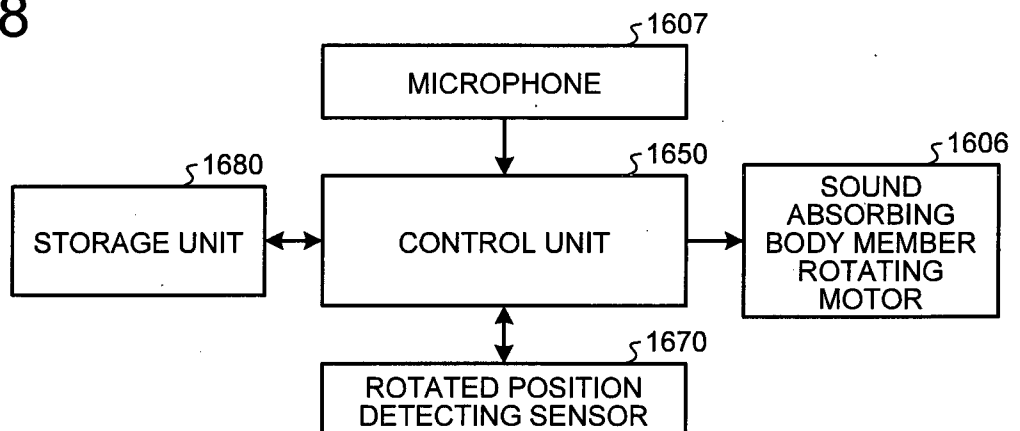 8
1607
MICROPHONE
1680
1650
1606
STORAGE UNIT
CONTROL UNIT
SOUND
ABSORBING
BODY MEMBER
ROTATING
MOTOR
1670
ROTATED POSITION
DETECTING SENSOR